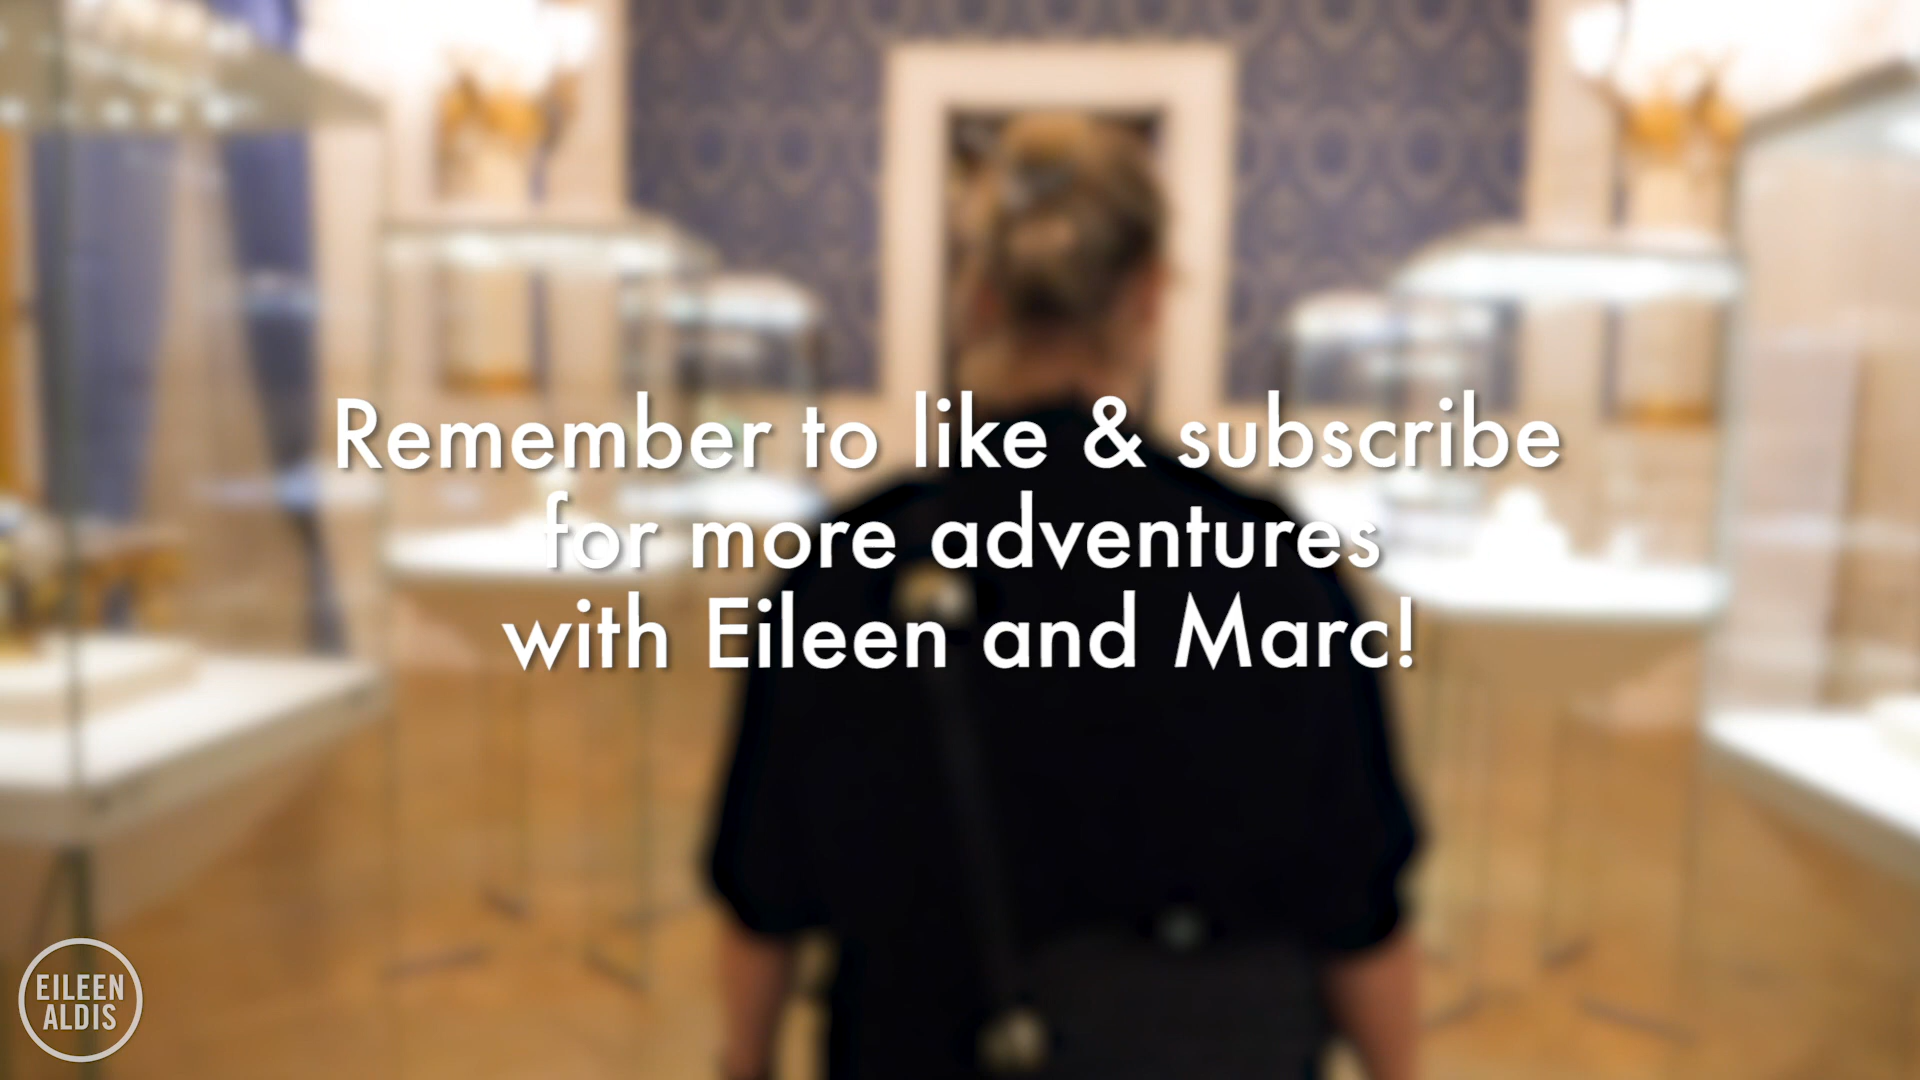 Remember to like & subscribe
for more adventures
with Eileen and Marc!
EILEEN
ALDIS